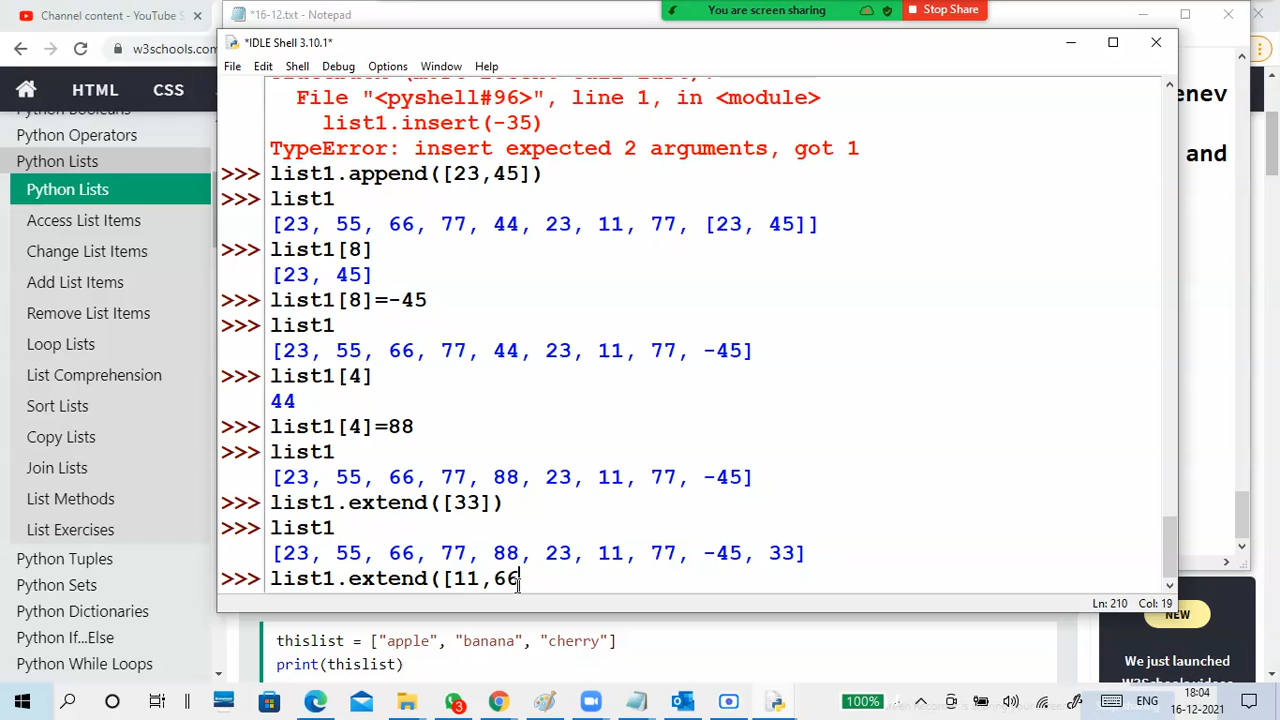 Content - YouTube ×
*16-12.txt - Notepad
You are screen sharing
Stop Share
w3schools.com
*IDLE Shell 3.10.1*
File Edit Shell Debug Options Window Help
HTML CSS
Python Operators
Python Lists
Python Lists
Access List Items
Change List Items
Add List Items
Remove List Items
Loop Lists
List Comprehension
Sort Lists
Copy Lists
Join Lists
List Methods
List Exercises
Python Tuples
Python Sets
Python Dictionaries
Python If...Else
Python While Loops
File "<pyshell#96>", line 1, in <module>
list1.insert(-35)
TypeError: insert expected 2 arguments, got 1
>>> list1.append([23,45])
>>> list1
[23, 55, 66, 77, 44, 23, 11, 77, [23, 45]]
>>> list1[8]
[23, 45]
>>> list1[8]=-45
>>> list1
[23, 55, 66, 77, 44, 23, 11, 77, -45]
>>> list1[4]
44
>>> list1[4]=88
>>> list1
[23, 55, 66, 77, 88, 23, 11, 77, -45]
>>> list1.extend([33])
>>> list1
[23, 55, 66, 77, 88, 23, 11, 77, -45, 33]
>>> list1.extend([11,66
Ln: 210 Col: 19
enev
and
thislist = ["apple", "banana", "cherry"]
print(thislist)
NEW
We just launched
W3Schools videos
3
100%
ENG
18:04
16-12-2021